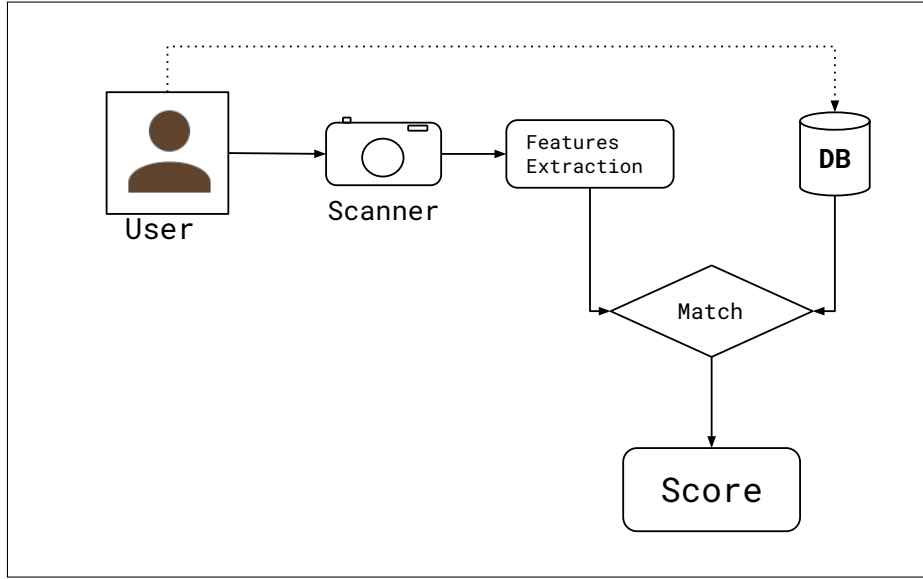 User
Scanner
Features
Extraction
DB
Match
Score